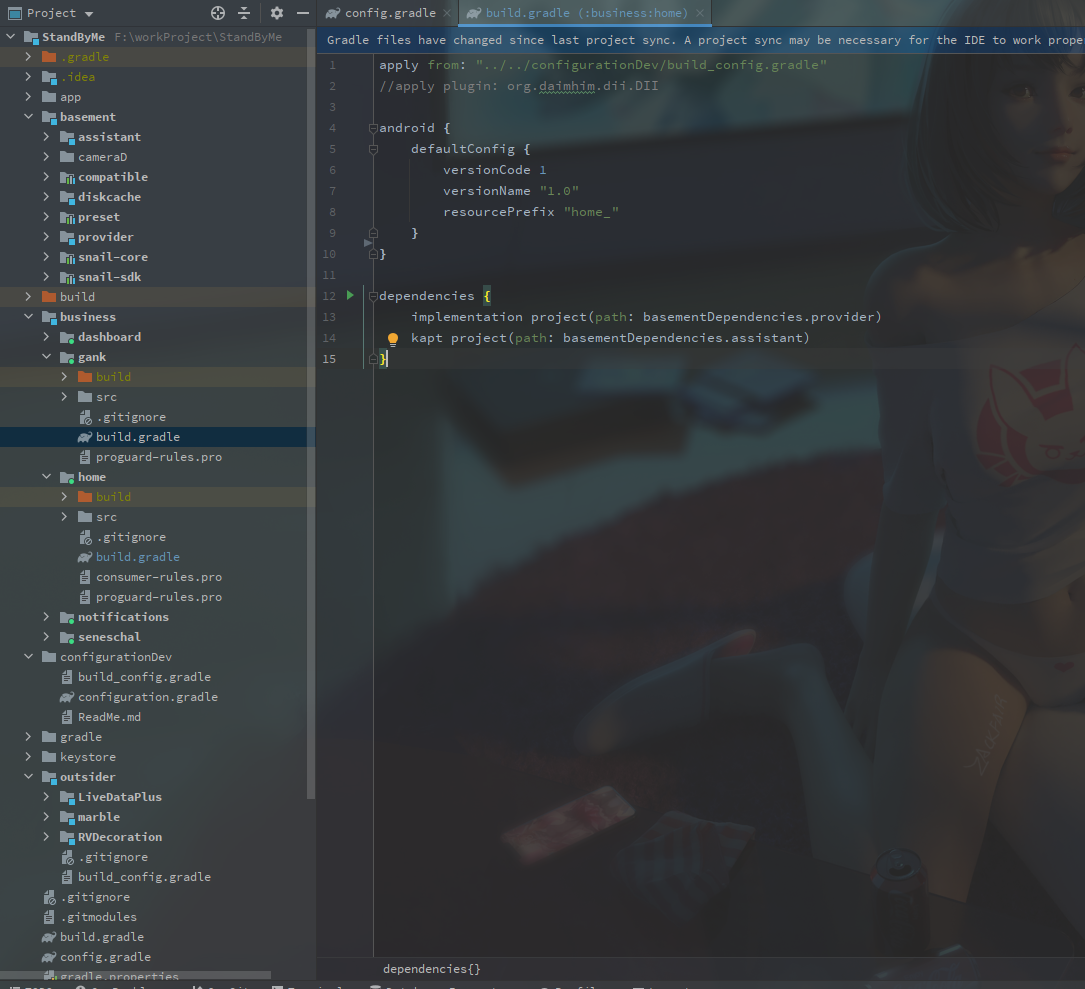 Project
config.gradle
build.gradle (:business:home)
StandByMe F:\workProject\StandByMe
.gradle
.idea
app
basement
assistant
cameraD
compatible
diskcache
preset
provider
snail-core
snail-sdk
build
business
dashboard
gank
build
src
.gitignore
build.gradle
proguard-rules.pro
home
build
src
.gitignore
build.gradle
consumer-rules.pro
proguard-rules.pro
notifications
seneschal
configurationDev
build_config.gradle
configuration.gradle
ReadMe.md
gradle
keystore
outsider
LiveDataPlus
marble
RVDecoration
.gitignore
build_config.gradle
.gitignore
.gitmodules
build.gradle
config.gradle
gradle.properties
Gradle files have changed since last project sync. A project sync may be necessary for the IDE to work prope
1 apply from: "../../configurationDev/build_config.gradle"
2 //apply plugin: org.daimhim.dii.DII
3
4 android {
5 defaultConfig {
6 versionCode 1
7 versionName "1.0"
8 resourcePrefix "home_"
9 }
10 }
11
12 dependencies {
13 implementation project(path: basementDependencies.provider)
14 kapt project(path: basementDependencies.assistant)
15 }
dependencies{}